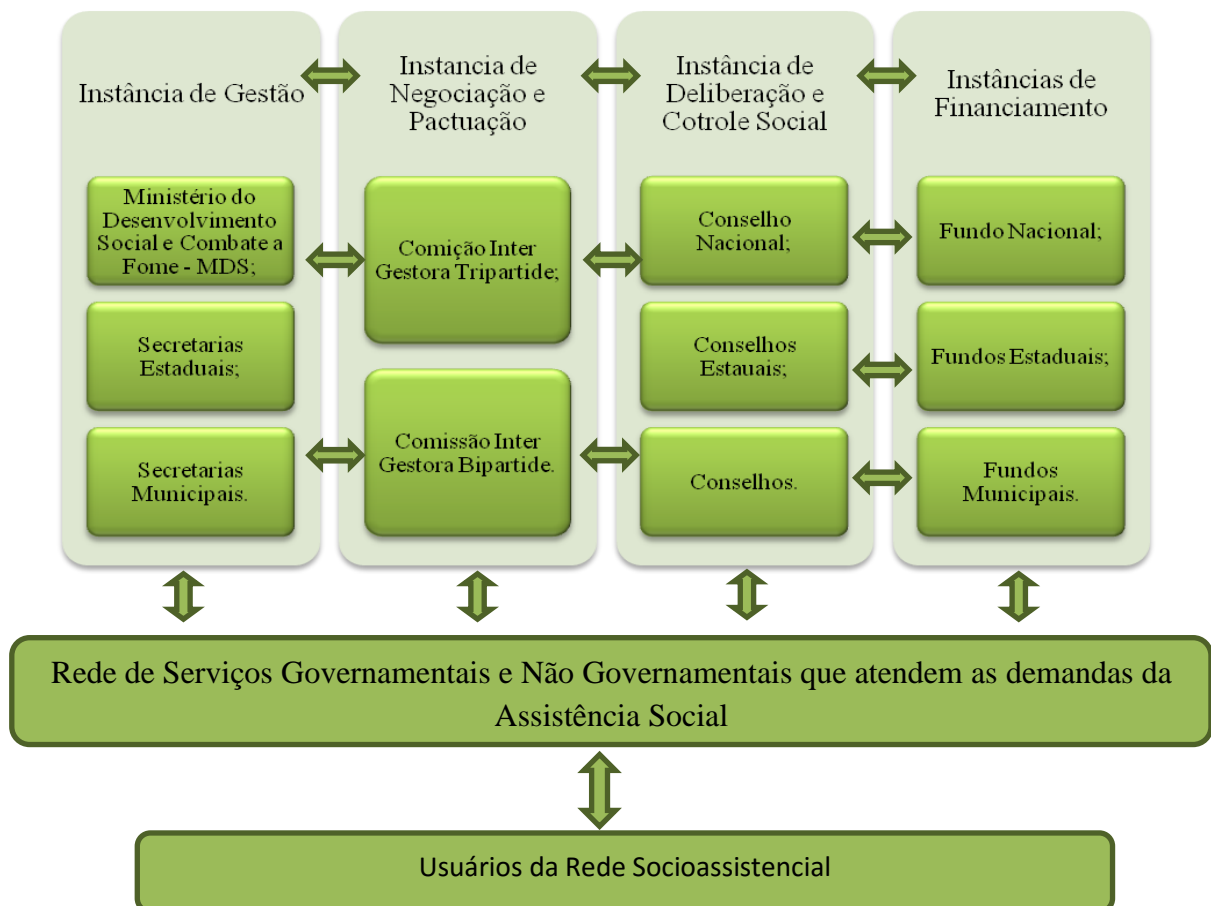 Instância de Gestão
Instancia de
Negociação e
Pactuação
Instância de
Deliberação e
Cotrole Social
Instâncias de
Financiamento
Ministério do
Desenvolvimento
Social e Combate a
Fome - MDS;
Secretarias
Estaduais;
Secretarias
Municipais.
Comição Inter
Gestora Tripartide;
Comissão Inter
Gestora Bipartide.
Conselho
Nacional;
Conselhos
Estauais;
Conselhos.
Fundo Nacional;
Fundos Estaduais;
Fundos
Municipais.
Rede de Serviços Governamentais e Não Governamentais que atendem as demandas da
Assistência Social
Usuários da Rede Socioassistencial